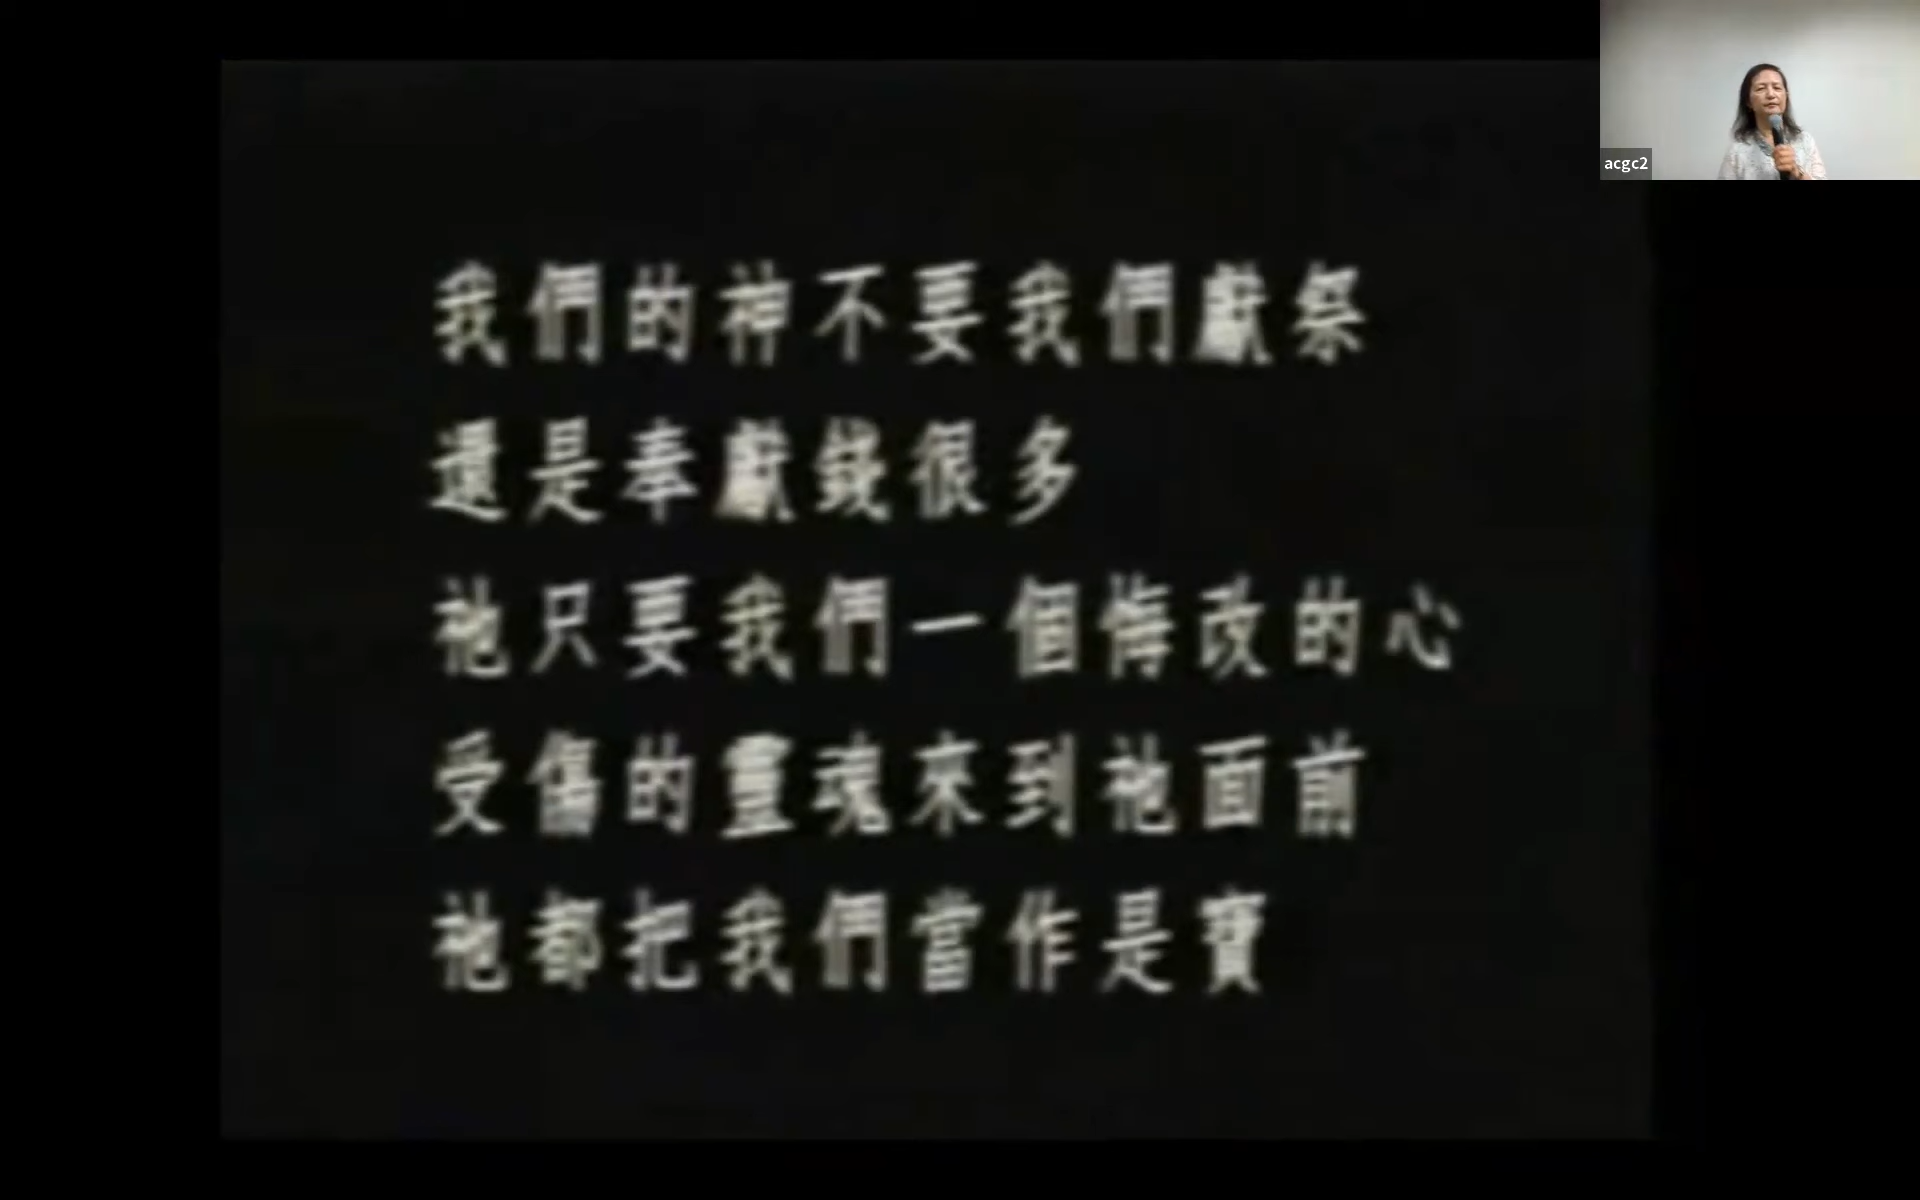 我們的神不要我們獻祭
還是奉獻錢很多
祂只要我們一個悔改的心
受傷的靈魂來到祂面前
祂都把我們當作是寶
acgc2